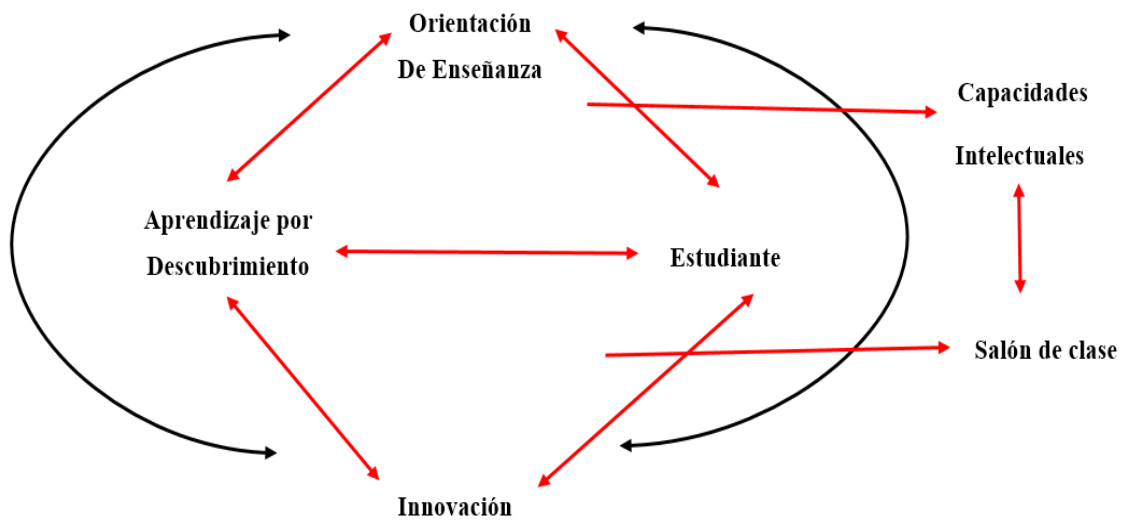 Orientación
De Enseñanza
Capacidades
Intelectuales
Aprendizaje por
Descubrimiento
Estudiante
Salón de clase
Innovación